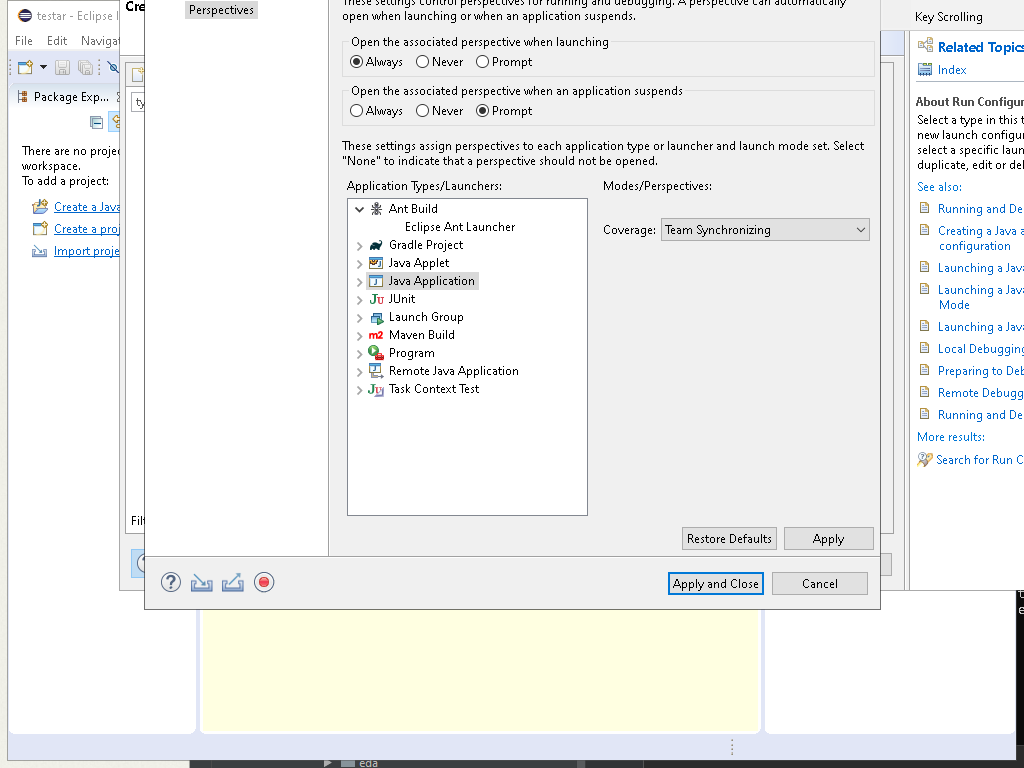 testar - Eclipse I
File Edit Naviga
Package Exp...
There are no proje
workspace.
To add a project:
Create a Java
Create a proj
Import proje
Cre
ty
Filt
Perspectives
These settings control perspectives for running and debugging. A perspective can automatically
open when launching or when an application suspends.
Open the associated perspective when launching
Always Never Prompt
Open the associated perspective when an application suspends
Always Never Prompt
These settings assign perspectives to each application type or launcher and launch mode set. Select
"None" to indicate that a perspective should not be opened.
Application Types/Launchers:
Ant Build
Eclipse Ant Launcher
Gradle Project
Java Applet
Java Application
JUnit
Launch Group
Maven Build
Program
Remote Java Application
Task Context Test
Modes/Perspectives:
Coverage: Team Synchronizing
Restore Defaults Apply
Apply and Close Cancel
Key Scrolling
Related Topics
Index
About Run Configur
Select a type in this t
new launch configu
select a specific laun
duplicate, edit or del
See also:
Running and De
Creating a Java a
configuration
Launching a Java
Launching a Java
Mode
Launching a Java
Local Debugging
Preparing to Deb
Remote Debugg
Running and De
More results:
Search for Run C
eda